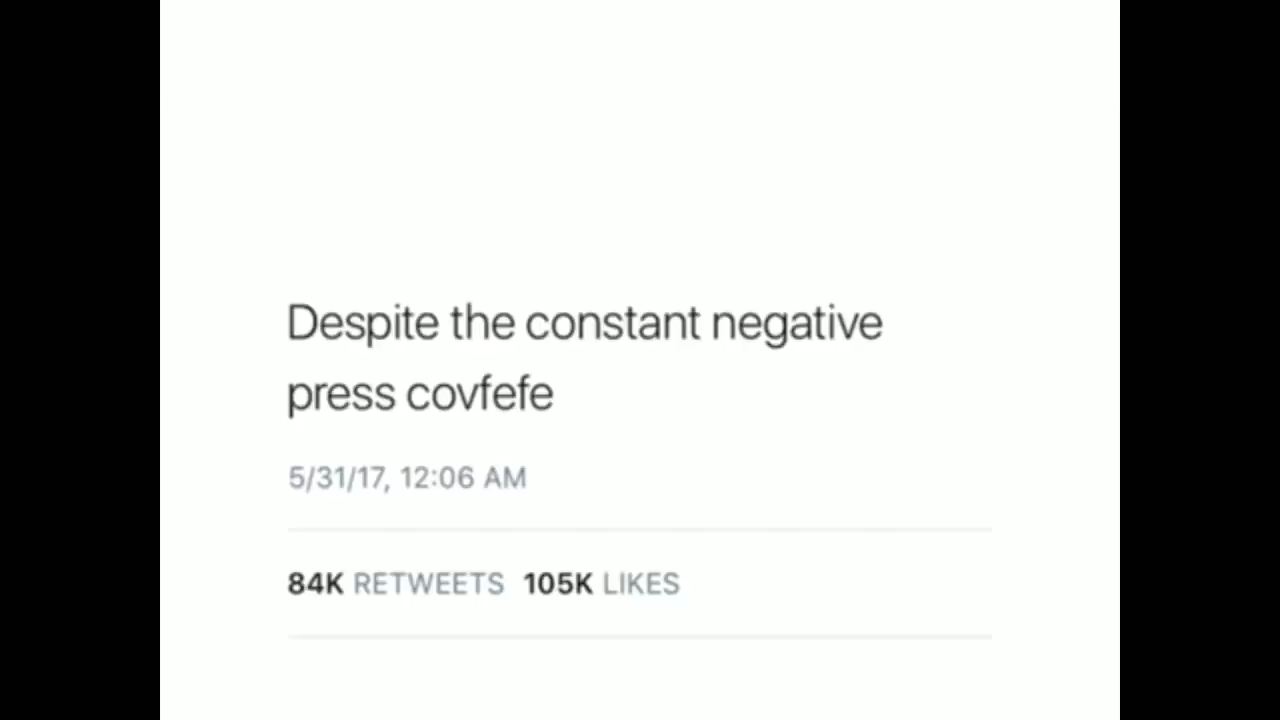 Despite the constant negative
press covfefe
5/31/17, 12:06 AM
84K RETWEETS 105K LIKES